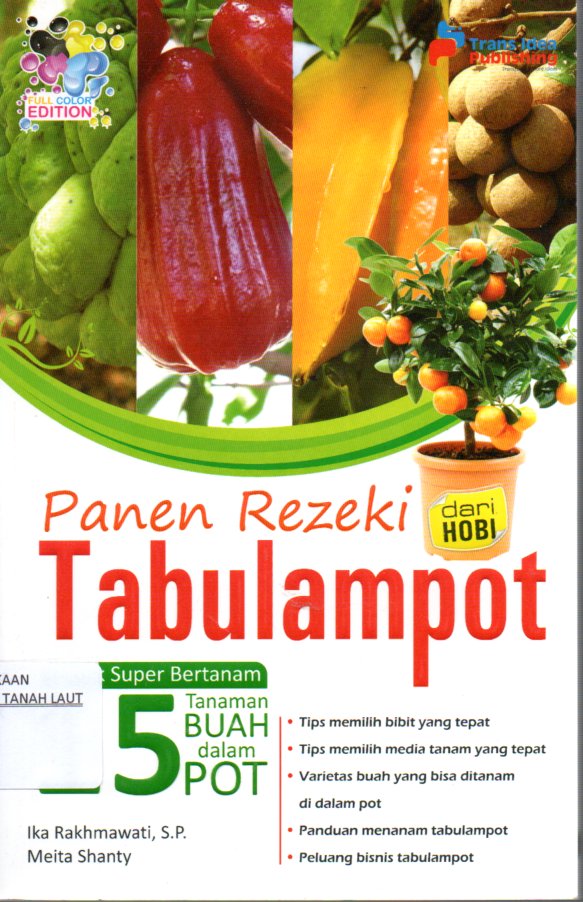 FULL COLOR
EDITION
Trans Idea
Publishing
Panen Rezeki
dari
HOBI
Tabulampot
Super Bertanam
5
Tanaman
BUAH
dalam
POT
KAAN
TANAH LAUT
• Tips memilih bibit yang tepat
• Tips memilih media tanam yang tepat
• Varietas buah yang bisa ditanam
di dalam pot
• Panduan menanam tabulampot
• Peluang bisnis tabulampot
Ika Rakhmawati, S.P.
Meita Shanty